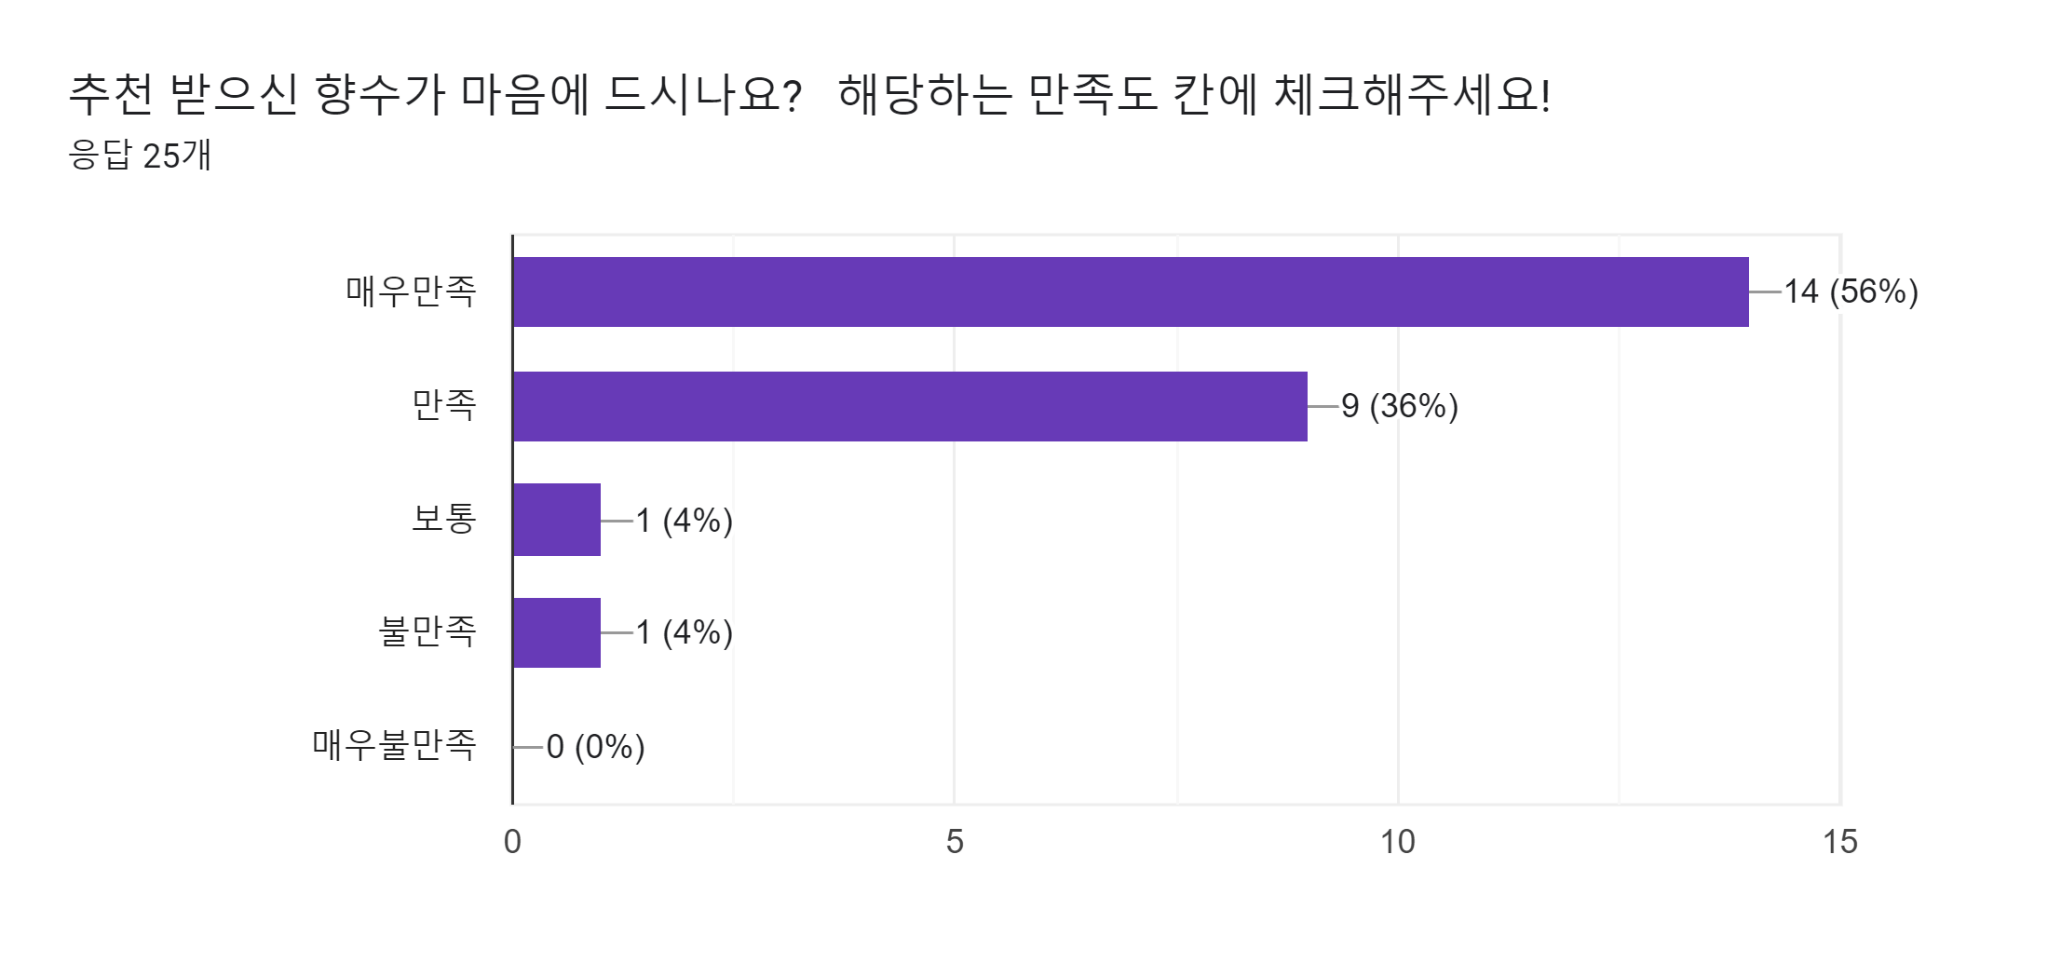 추천 받으신 향수가 마음에 드시나요?   해당하는 만족도 칸에 체크해주세요!
응답 25개
매우만족 14 (56%)
만족 9 (36%)
보통 1 (4%)
불만족 1 (4%)
매우불만족 0 (0%)
0 5 10 15